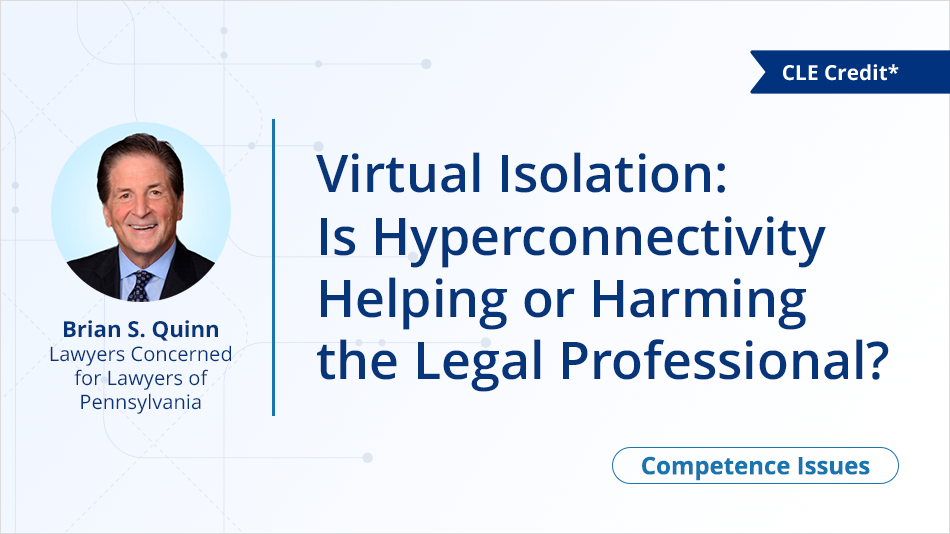 CLE Credit*
Virtual Isolation:
Is Hyperconnectivity
Helping or Harming
the Legal Professional?
Brian S. Quinn
Lawyers Concerned
for Lawyers of
Pennsylvania
Competence Issues